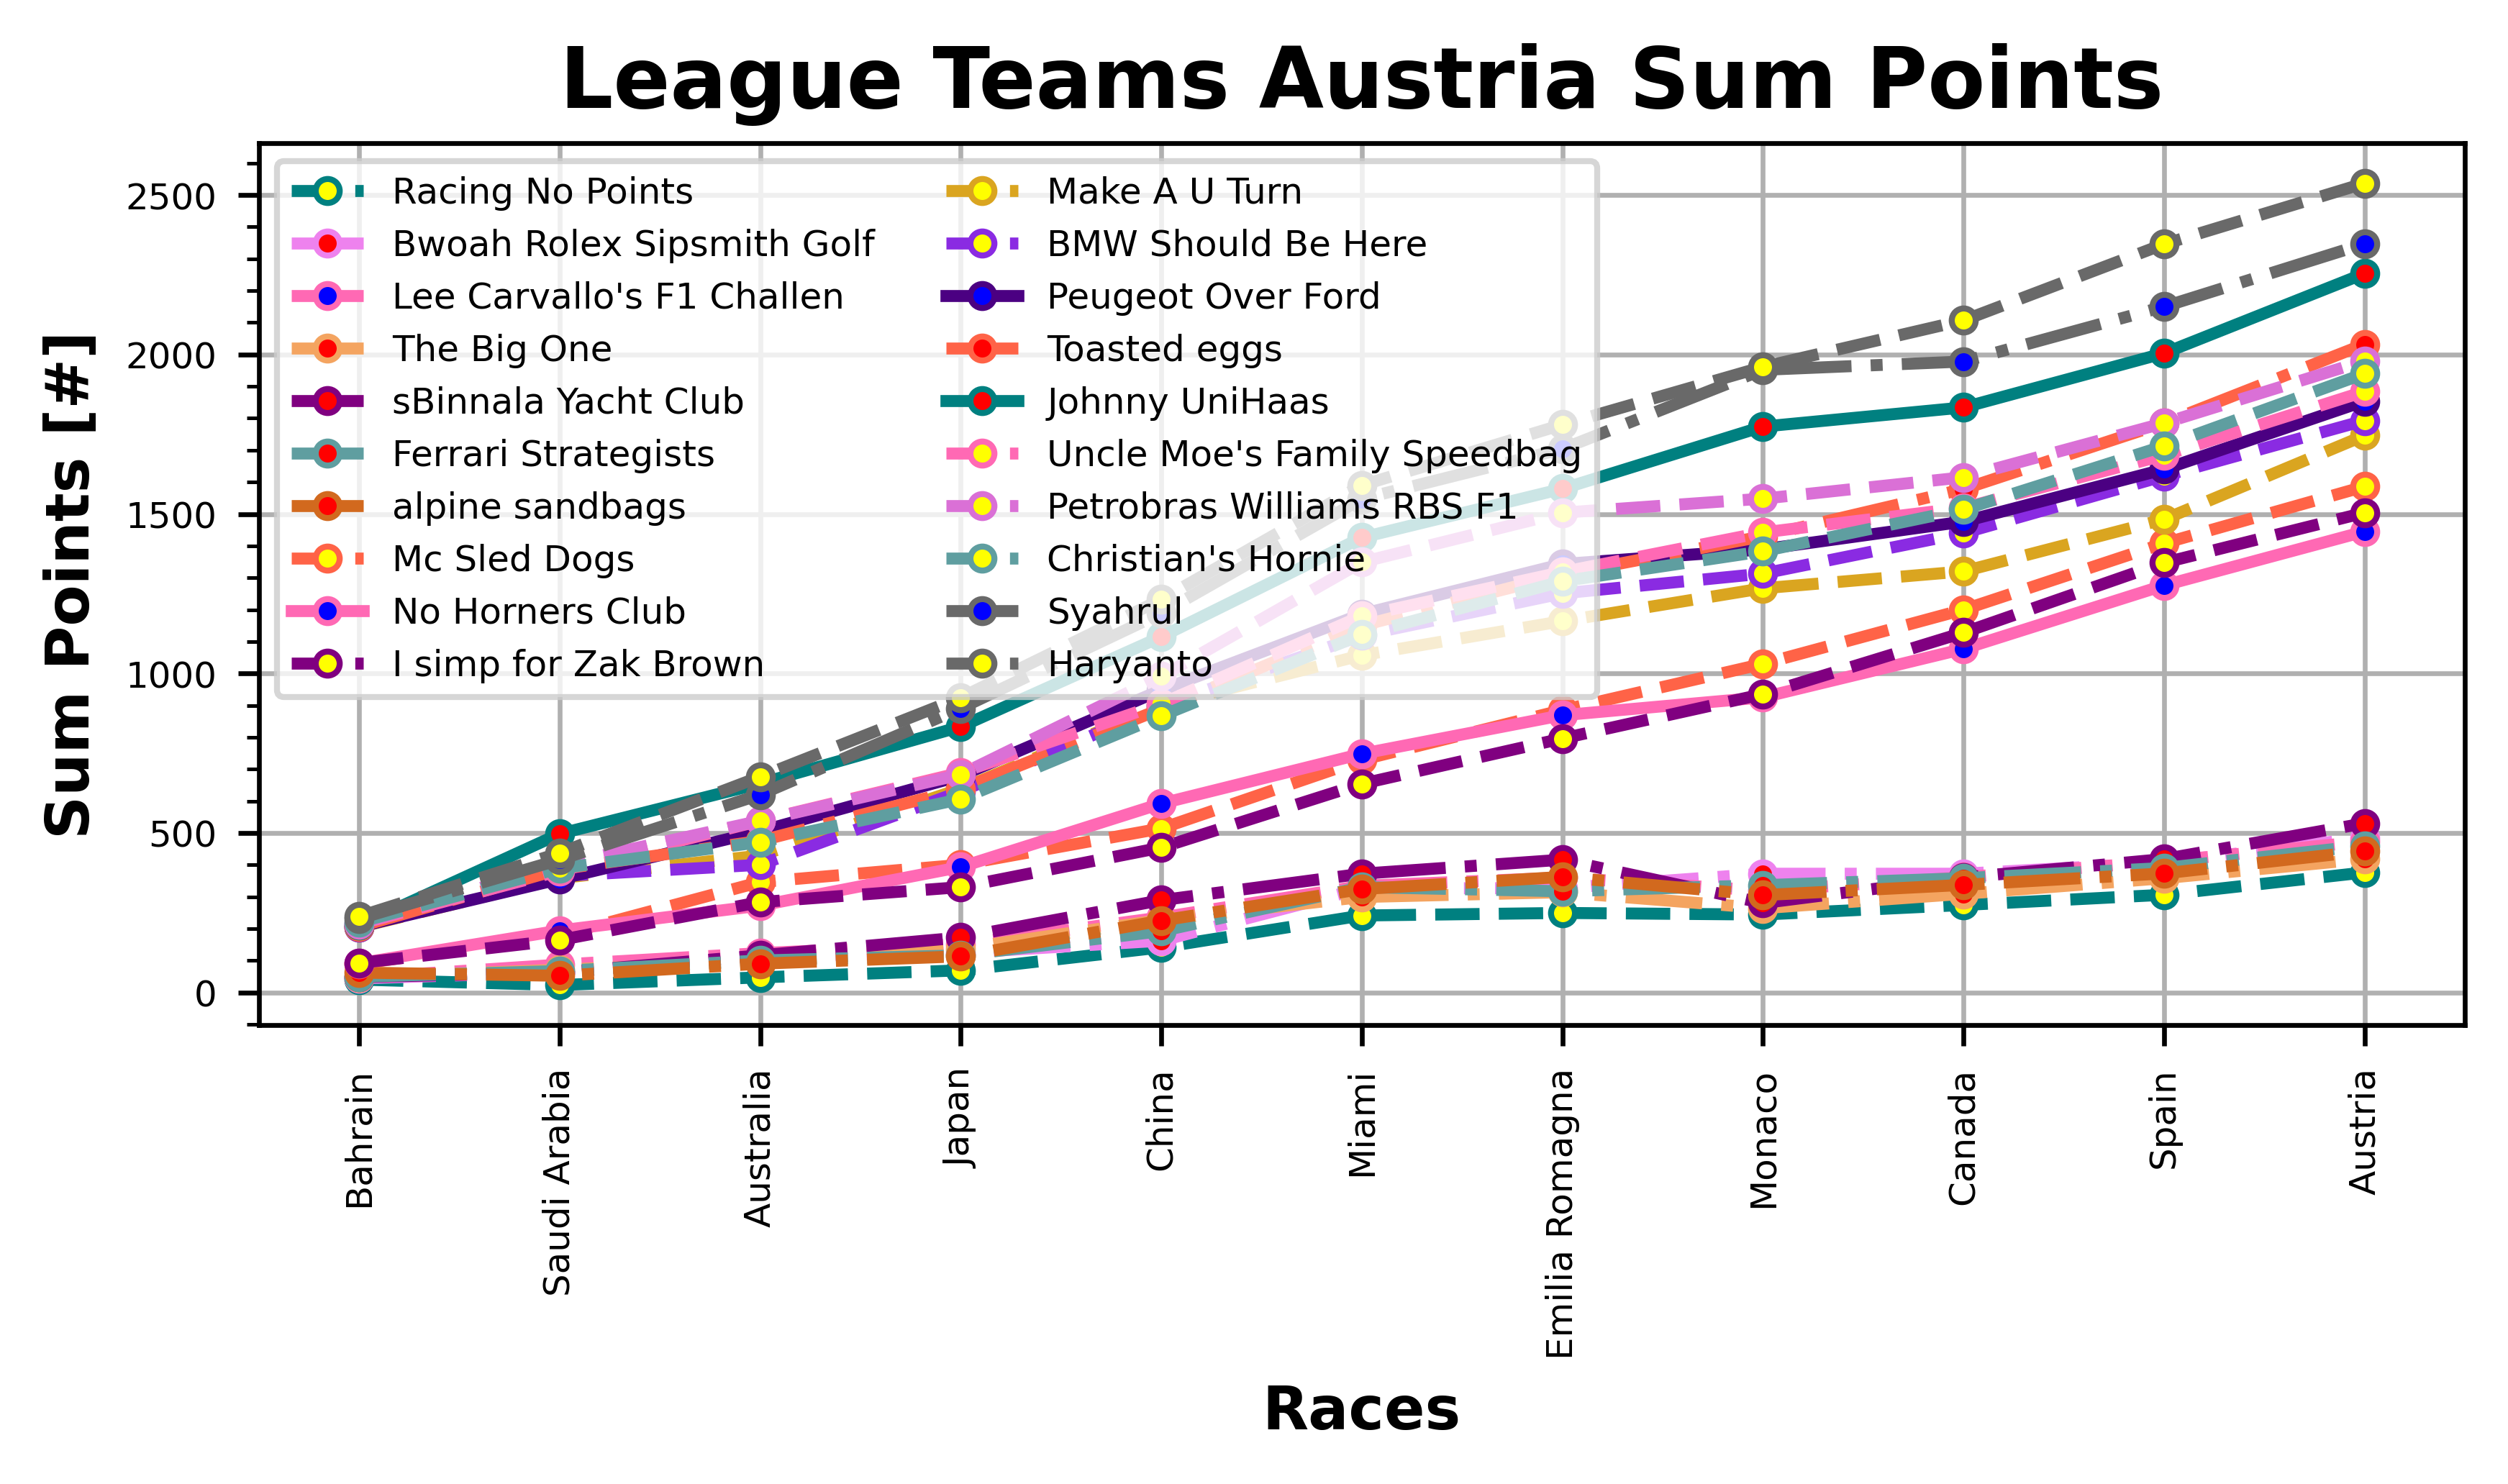 League Teams Austria Sum Points
Sum Points [#]
2500
2000
1500
1000
500
0
Racing No Points
Bwoah Rolex Sipsmith Golf
Lee Carvallo's F1 Challen
The Big One
sBinnala Yacht Club
Ferrari Strategists
alpine sandbags
Mc Sled Dogs
No Horners Club
I simp for Zak Brown
Make A U Turn
BMW Should Be Here
Peugeot Over Ford
Toasted eggs
Johnny UniHaas
Uncle Moe's Family Speedbag
Petrobras Williams RBS F1
Christian's Hornie
Syahrul
Haryanto
Bahrain
Saudi Arabia
Australia
Japan
China
Miami
Emilia Romagna
Monaco
Canada
Spain
Austria
Races